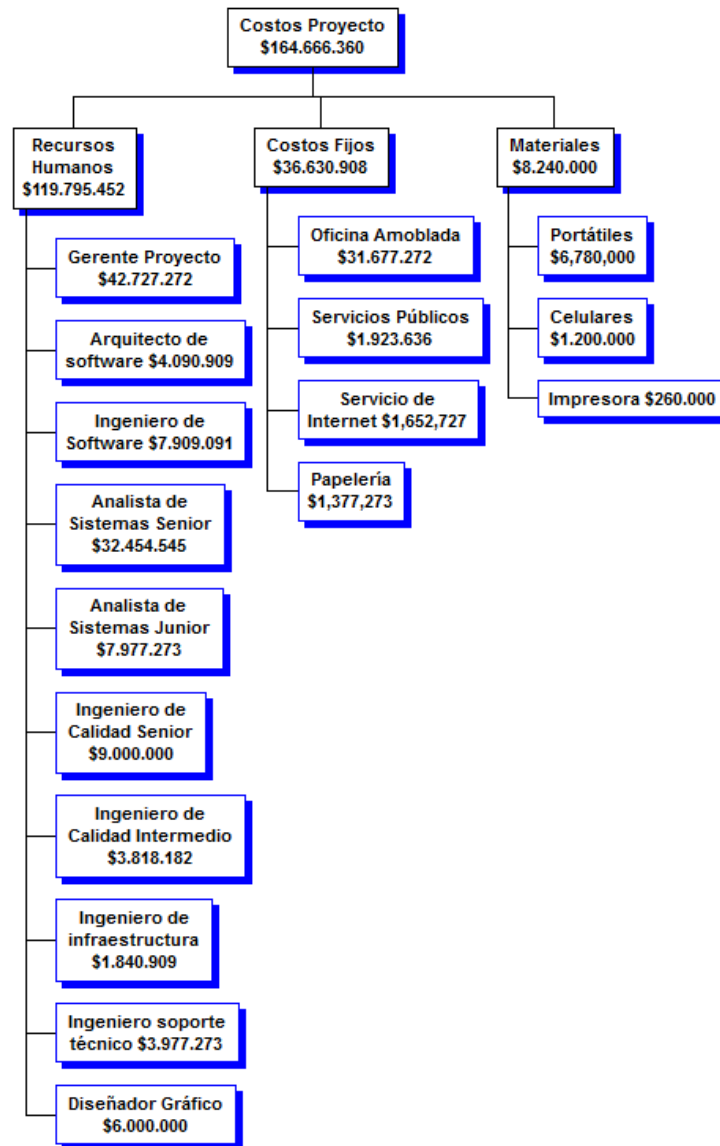 Costos Proyecto
$164.666.360
Recursos
Humanos
$119.795.452
Gerente Proyecto
$42.727.272
Arquitecto de
software $4.090.909
Ingeniero de
Software $7.909.091
Analista de
Sistemas Senior
$32.454.545
Analista de
Sistemas Junior
$7.977.273
Ingeniero de
Calidad Senior
$9.000.000
Ingeniero de
Calidad Intermedio
$3.818.182
Ingeniero de
infraestructura
$1.840.909
Ingeniero soporte
técnico $3.977.273
Diseñador Gráfico
$6.000.000
Costos Fijos
$36.630.908
Oficina Amoblada
$31.677.272
Servicios Públicos
$1.923.636
Servicio de
Internet $1,652,727
Papelería
$1,377,273
Materiales
$8.240.000
Portátiles
$6,780,000
Celulares
$1.200.000
Impresora $260.000